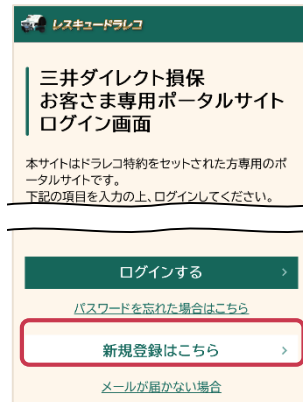 レスキュードラレコ
三井ダイレクト損保
お客さま専用ポータルサイト
ログイン画面
本サイトはドラレコ特約をセットされた方専用のポ
ータルサイトです。
下記の項目を入力の上、ログインしてください。
ログインする
パスワードを忘れた場合はこちら
新規登録はこちら
メールが届かない場合